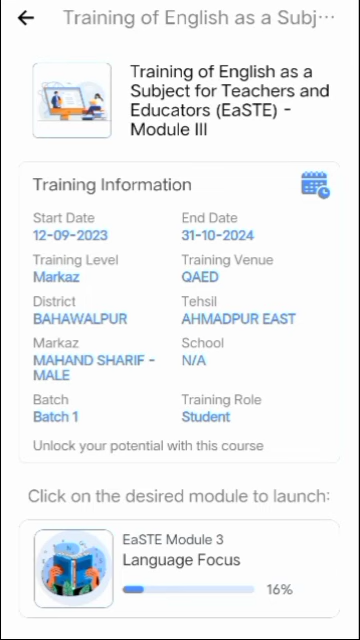 Training of English as a Subj···
Training of English as a
Subject for Teachers and
Educators (EaSTE) -
Module III
Training Information
Start Date End Date
12-09-2023 31-10-2024
Training Level Training Venue
Markaz QAED
District Tehsil
BAHAWALPUR AHMADPUR EAST
Markaz School
MAHAND SHARIF - N/A
MALE
Batch Training Role
Batch 1 Student
Unlock your potential with this course
Click on the desired module to launch:
EaSTE Module 3
Language Focus
16%